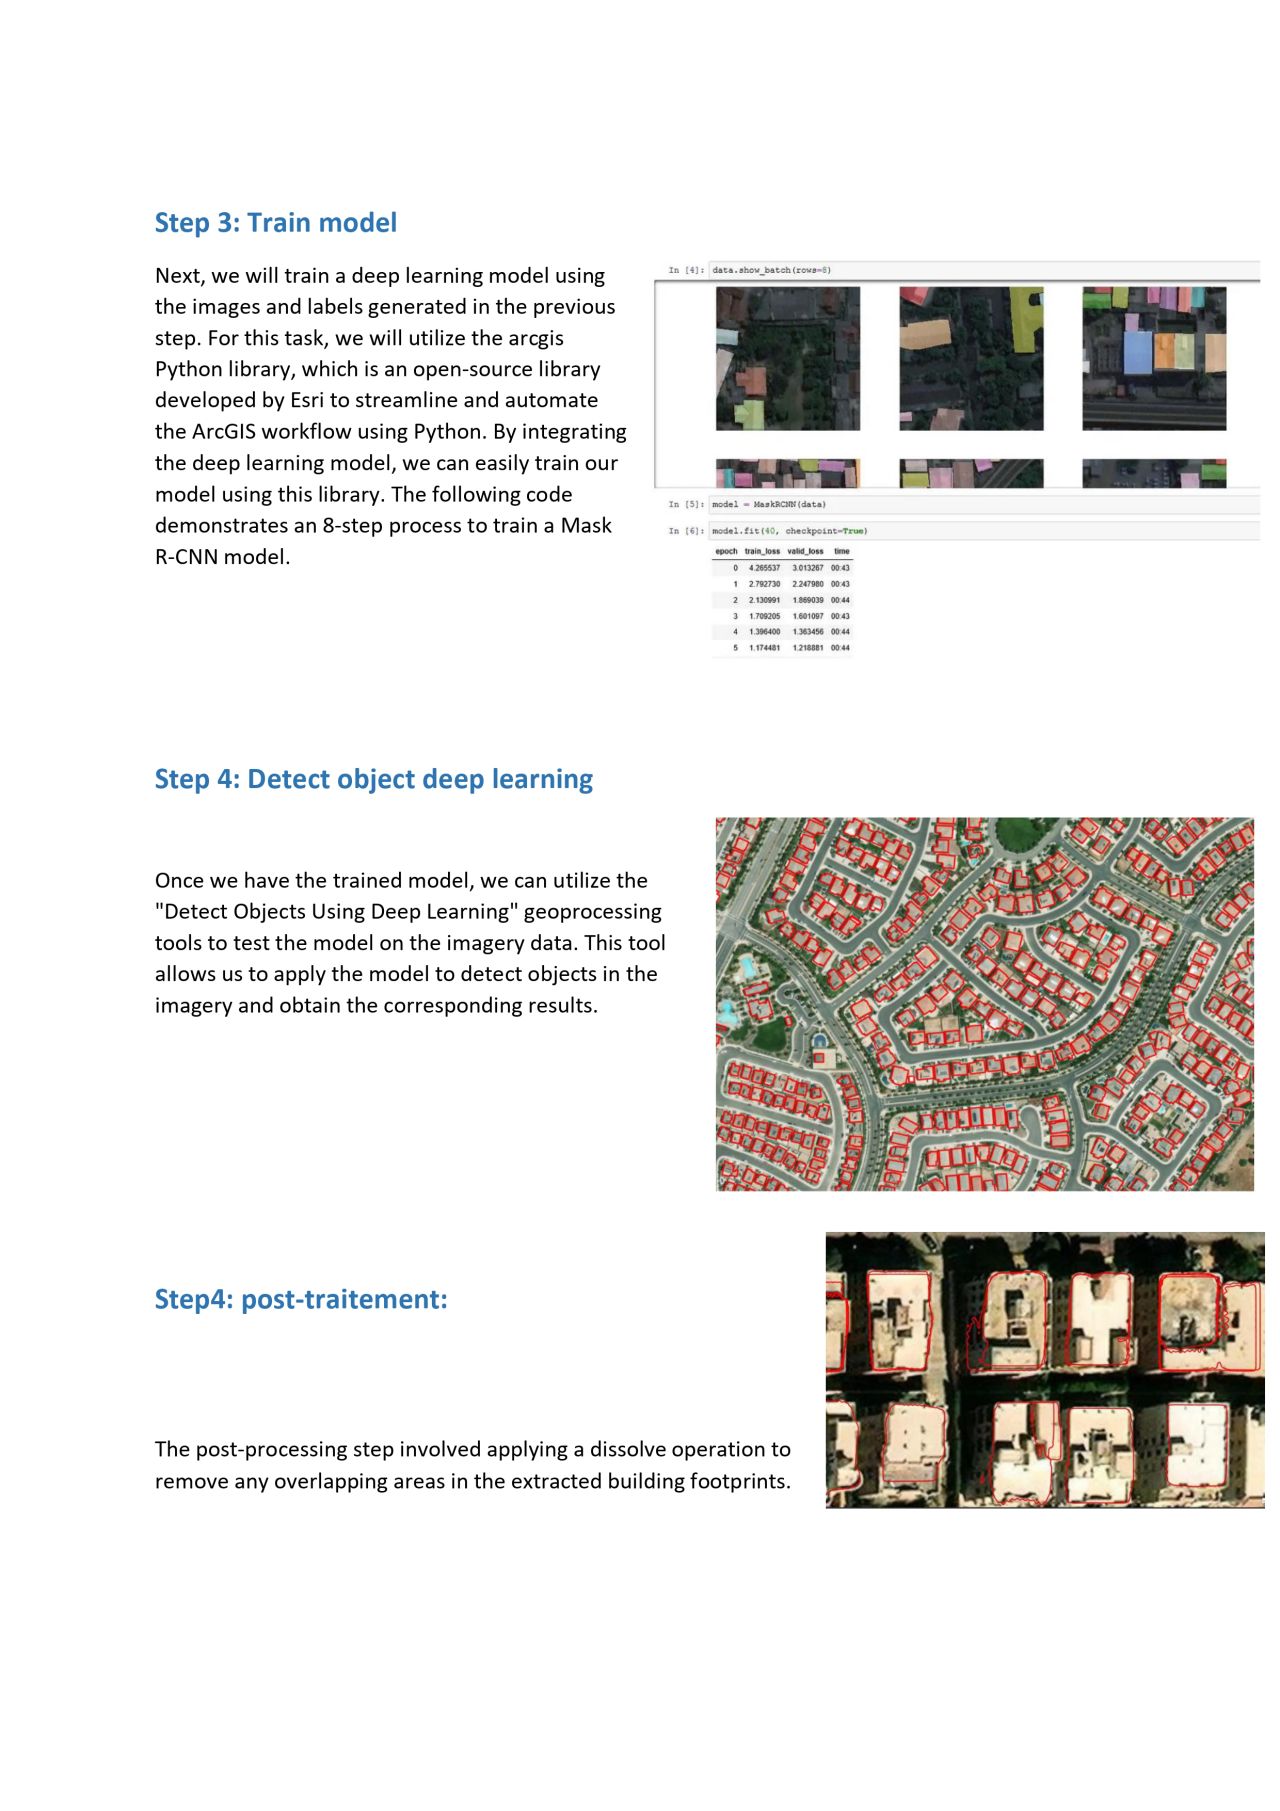 Step 3: Train model
Next, we will train a deep learning model using
the images and labels generated in the previous
step. For this task, we will utilize the arcgis
Python library, which is an open-source library
developed by Esri to streamline and automate
the ArcGIS workflow using Python. By integrating
the deep learning model, we can easily train our
model using this library. The following code
demonstrates an 8-step process to train a Mask
R-CNN model.
In [4]: data.show_batch(rows=8)
In [5]: model = MaskRCNN(data)
In [6]: model.fit(40, checkpoint=True)
epoch train_loss valid_loss time
0 4.265537 3.013267 00:43
1 2.792730 2.247980 00:43
2 2.130991 1.869039 00:44
3 1.709205 1.601097 00:43
4 1.396400 1.363456 00:44
5 1.174481 1.218881 00:44
Step 4: Detect object deep learning
Once we have the trained model, we can utilize the
"Detect Objects Using Deep Learning" geoprocessing
tools to test the model on the imagery data. This tool
allows us to apply the model to detect objects in the
imagery and obtain the corresponding results.
Step4: post-traitement:
The post-processing step involved applying a dissolve operation to
remove any overlapping areas in the extracted building footprints.